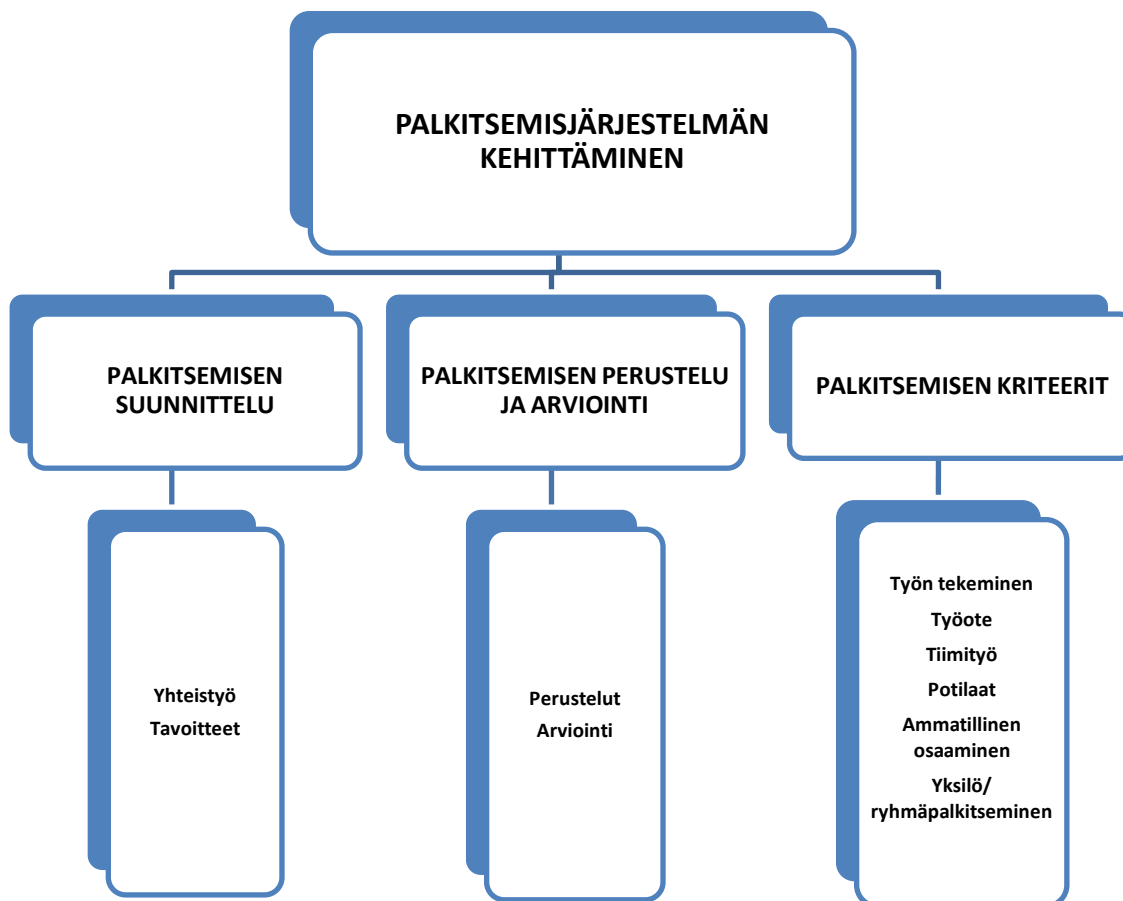 PALKITSEMISJÄRJESTELMÄN
KEHITTÄMINEN
PALKITSEMISEN
SUUNNITTELU
PALKITSEMISEN PERUSTELU
JA ARVIOINTI
PALKITSEMISEN KRITEERIT
Yhteistyö
Tavoitteet
Perustelut
Arviointi
Työn tekeminen
Työote
Tiimityö
Potilaat
Ammatillinen
osaaminen
Yksilö/
ryhmäpalkitseminen